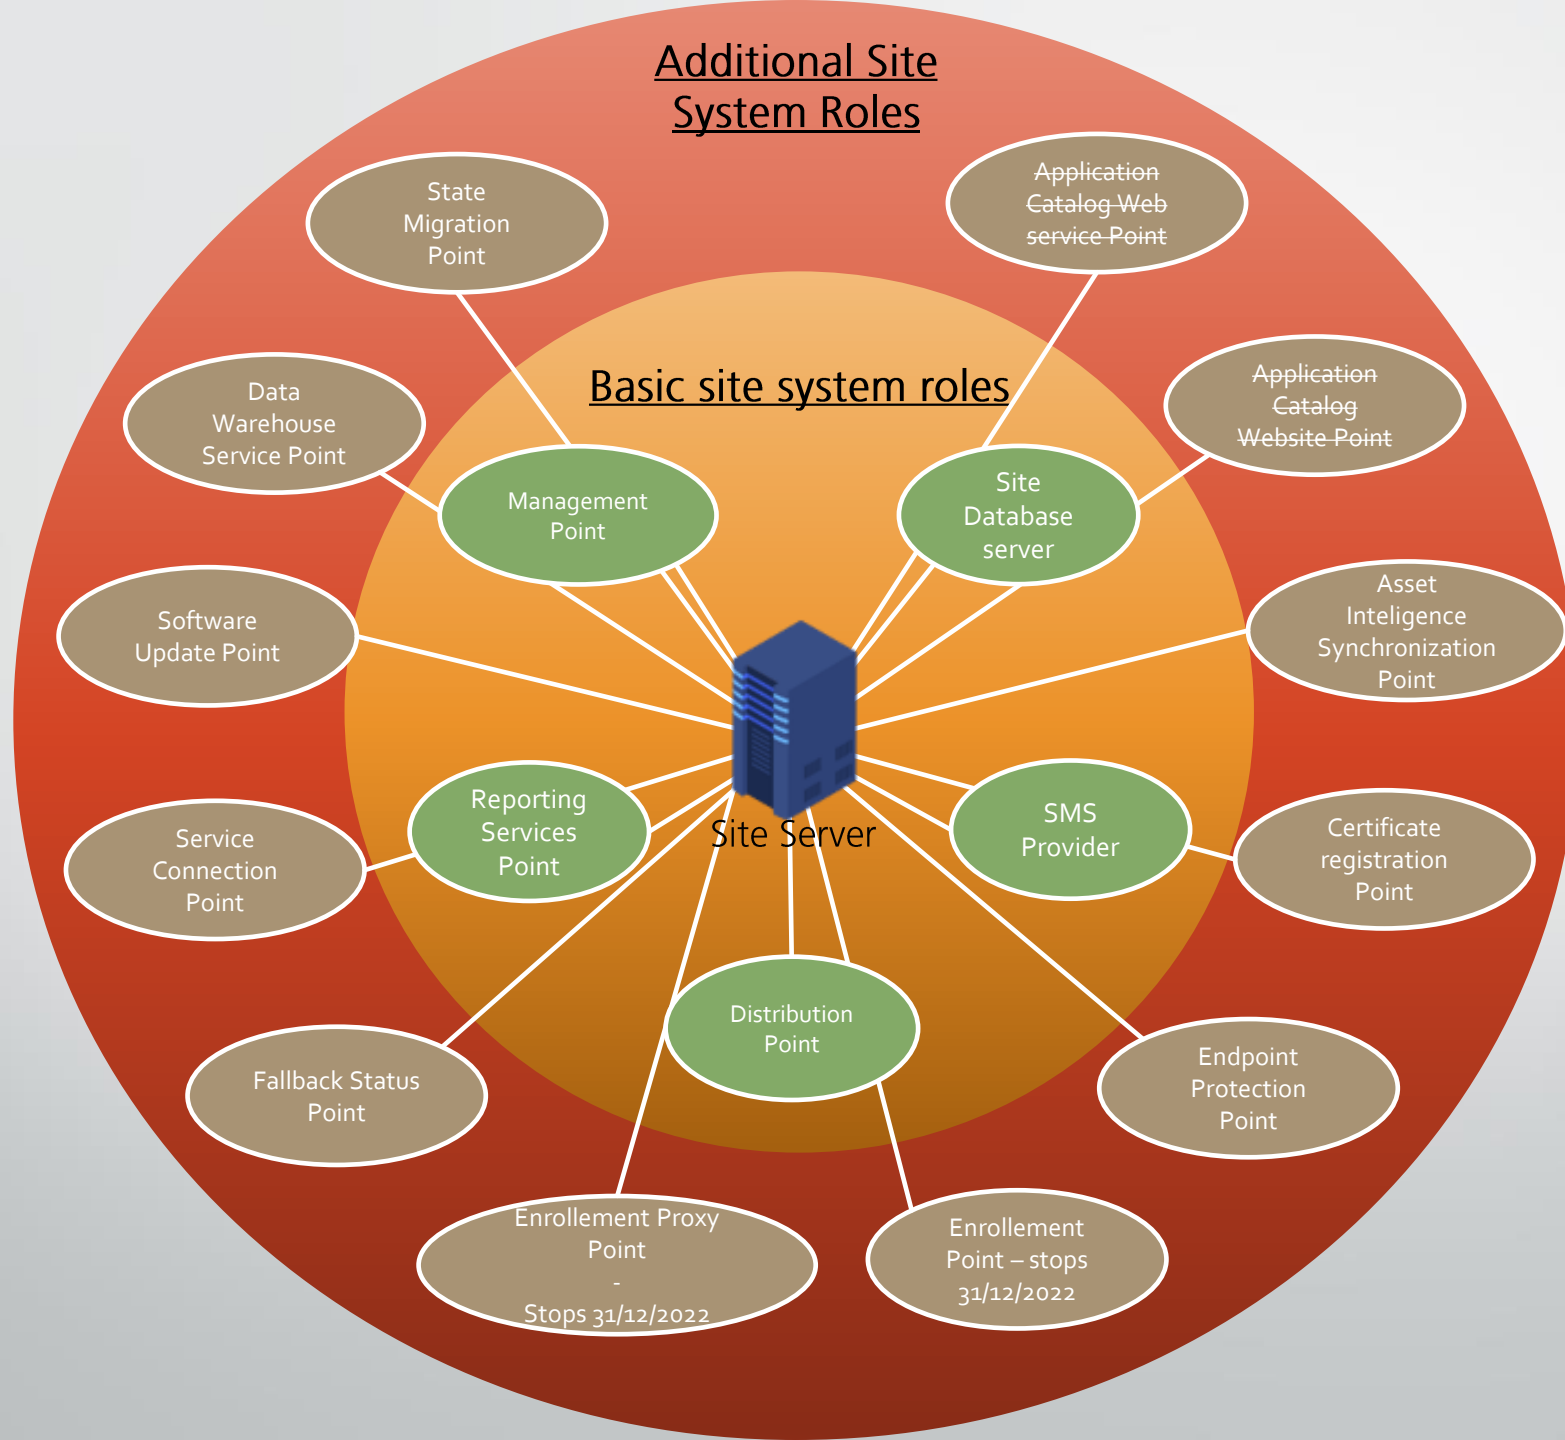 Additional Site
System Roles
State
Migration
Point
Application
Catalog Web
service Point
Data
Warehouse
Service Point
Basic site system roles
Application
Catalog
Website Point
Management
Point
Site
Database
server
Software
Update Point
Asset
Inteligence
Synchronization
Point
Reporting
Services
Point
Site Server
SMS
Provider
Service
Connection
Point
Certificate
registration
Point
Distribution
Point
Fallback Status
Point
Endpoint
Protection
Point
Enrollement Proxy
Point
-
Stops 31/12/2022
Enrollement
Point – stops
31/12/2022